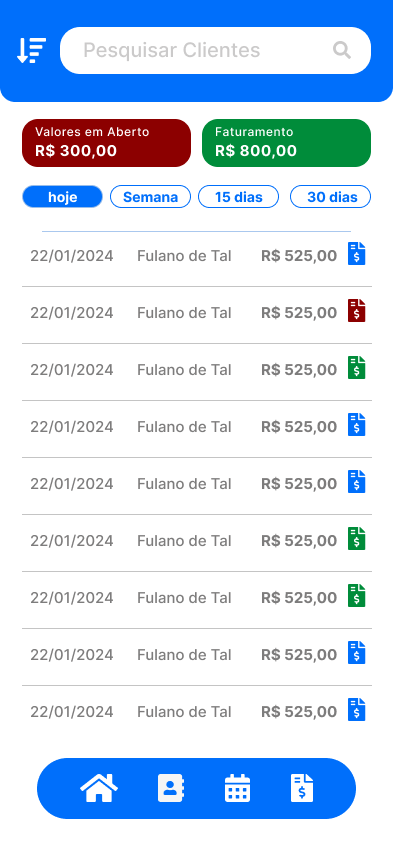 Pesquisar Clientes
Valores em Aberto
R$ 300,00
Faturamento
R$ 800,00
hoje Semana 15 dias 30 dias
22/01/2024 Fulano de Tal R$ 525,00
22/01/2024 Fulano de Tal R$ 525,00
22/01/2024 Fulano de Tal R$ 525,00
22/01/2024 Fulano de Tal R$ 525,00
22/01/2024 Fulano de Tal R$ 525,00
22/01/2024 Fulano de Tal R$ 525,00
22/01/2024 Fulano de Tal R$ 525,00
22/01/2024 Fulano de Tal R$ 525,00
22/01/2024 Fulano de Tal R$ 525,00